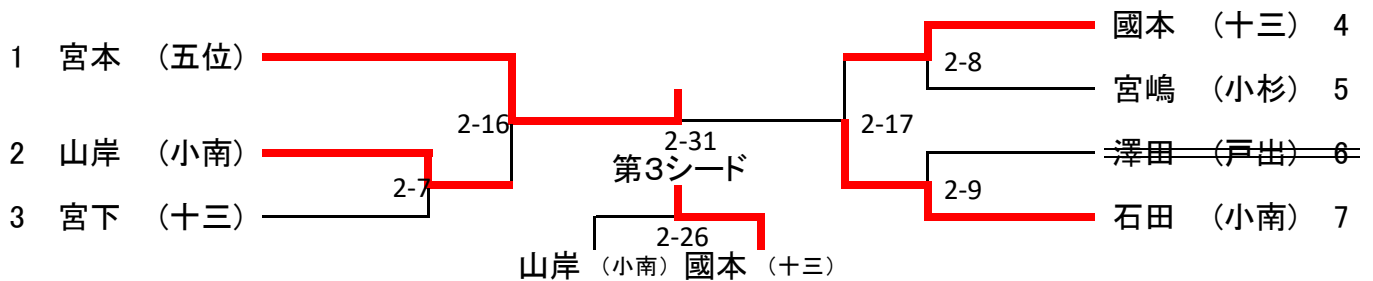 1 宮本 （五位）
2 山岸 （小南）
3 宮下 （十三）
2-7
2-16
2-31
第3シード
2-26
山岸 （小南） 國本 （十三）
2-17
2-8
2-9
國本 （十三） 4
宮嶋 （小杉） 5
澤田 （戸出） 6
石田 （小南） 7